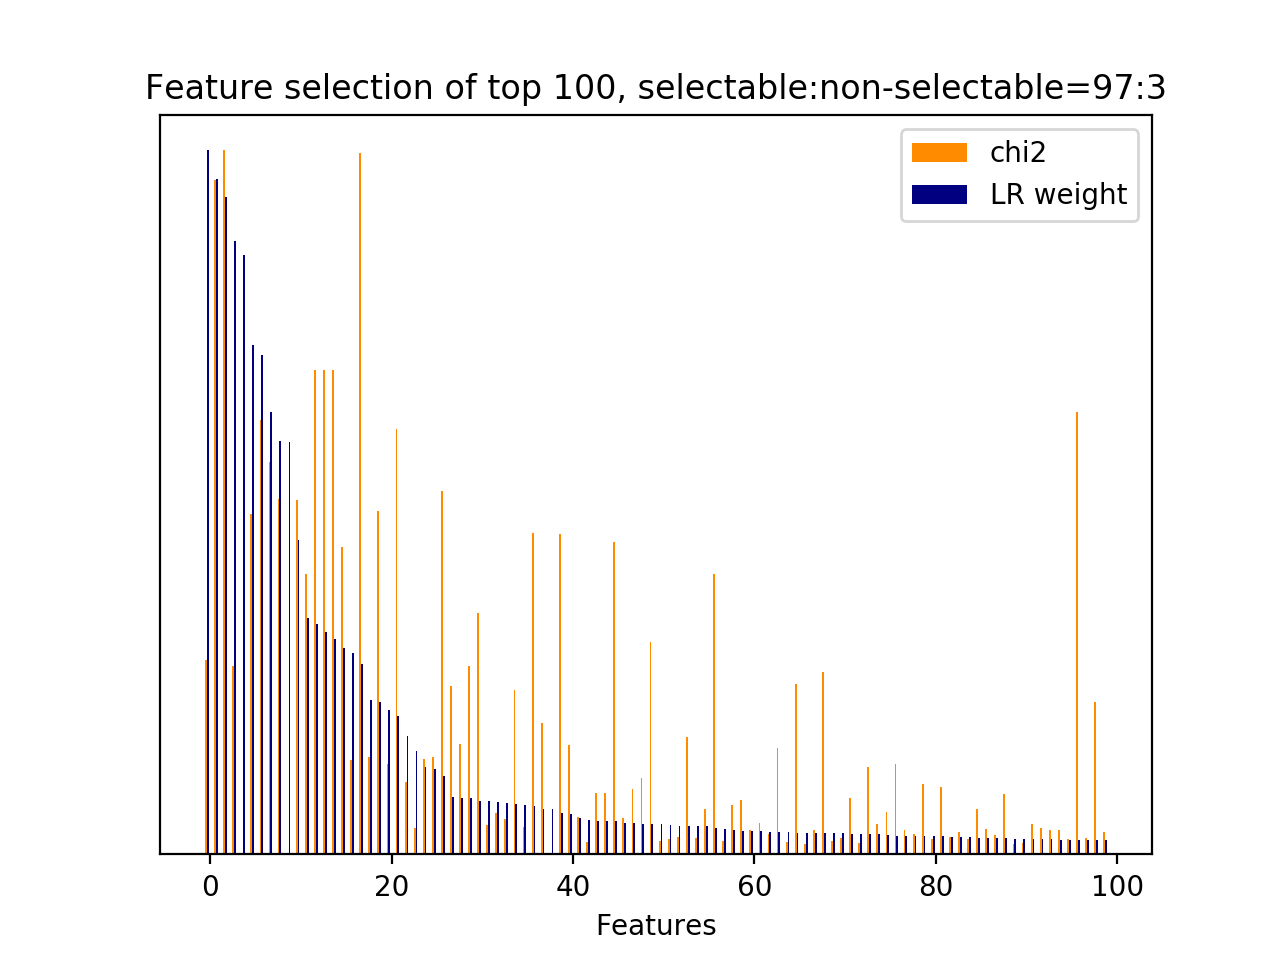 Feature selection of top 100, selectable:non-selectable=97:3
chi2
LR weight
0 20 40 60 80 100
Features